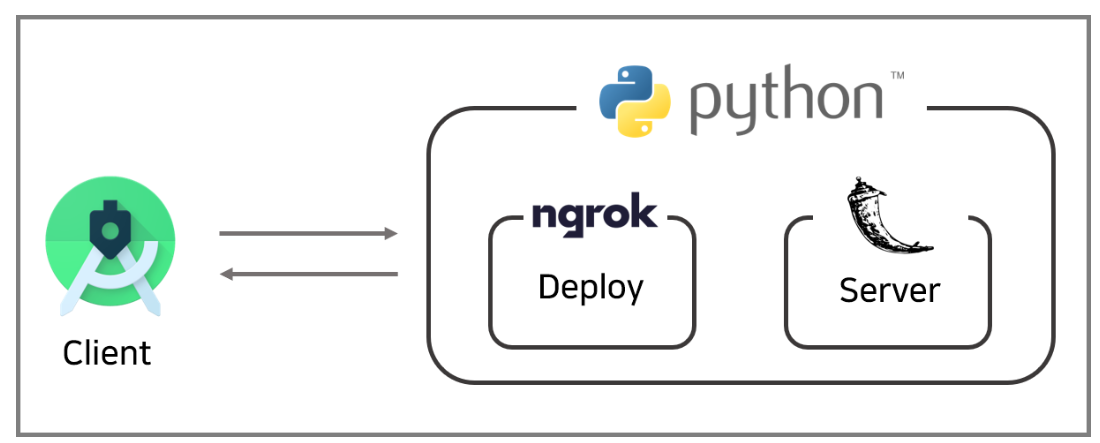 python™
ngrok
Deploy
Server
Client